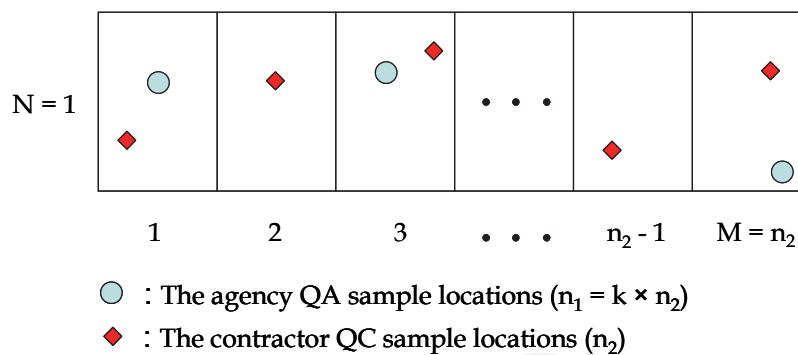 N = 1
• • •
1 2 3 • • • n₂ - 1 M = n₂
: The agency QA sample locations (n₁ = k × n₂)
: The contractor QC sample locations (n₂)